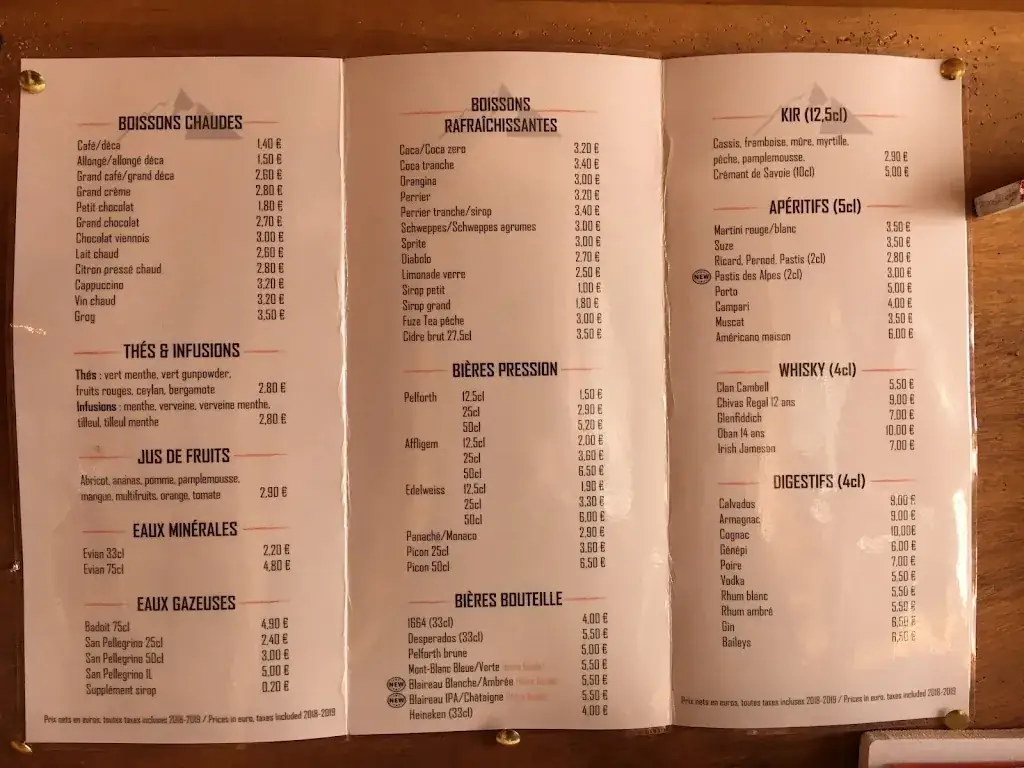 BOISSONS CHAUDES
Café/déca 1,40 €
Allongé/allongé déca 1,50 €
Grand café/grand déca 2,60 €
Grand crème 2,80 €
Petit chocolat 1,80 €
Grand chocolat 2,70 €
Chocolat viennois 3,00 €
Lait chaud 2,60 €
Citron pressé chaud 2,80 €
Cappuccino 3,20 €
Vin chaud 3,20 €
Grog 3,50 €
THÉS & INFUSIONS
Thés : vert menthe, vert gunpowder,
fruits rouges, ceylan, bergamote 2,80 €
Infusions : menthe, verveine, verveine menthe,
tilleul, tilleul menthe 2,80 €
JUS DE FRUITS
Abricot, ananas, pomme, pamplemousse,
mangue, multifruits, orange, tomate 2,90 €
EAUX MINÉRALES
Evian 33cl 2,20 €
Evian 75cl 4,80 €
EAUX GAZEUSES
Badoit 75cl 4,90 €
San Pellegrino 25cl 2,40 €
San Pellegrino 50cl 3,00 €
San Pellegrino 1L 5,00 €
Supplément sirop 0,20 €
Prix nets en euros, toutes taxes incluses 2018-2019 / Prices in euro, taxes included 2018-2019
BOISSONS
RAFRAÎCHISSANTES
Coca/Coca zero 3,20 €
Coca tranche 3,40 €
Orangina 3,00 €
Perrier 3,20 €
Perrier tranche/sirop 3,40 €
Schweppes/Schweppes agrumes 3,00 €
Sprite 3,00 €
Diabolo 2,70 €
Limonade verre 2,50 €
Sirop petit 1,00 €
Sirop grand 1,80 €
Fuze Tea pêche 3,00 €
Cidre brut 27,5cl 3,50 €
BIÈRES PRESSION
Pelforth 12,5cl 1,50 €
25cl 2,90 €
50cl 5,20 €
Affligem 12,5cl 2,00 €
25cl 3,60 €
50cl 6,50 €
Edelweiss 12,5cl 1,90 €
25cl 3,30 €
50cl 6,00 €
Panaché/Monaco 2,90 €
Picon 25cl 3,60 €
Picon 50cl 6,50 €
BIÈRES BOUTEILLE
1664 (33cl) 4,00 €
Desperados (33cl) 5,50 €
Pelforth brune 5,00 €
Mont-Blanc Bleue/Verte 5,50 €
NEW Blaireau Blanche/Ambrée 5,50 €
NEW Blaireau IPA/Châtaigne 5,50 €
Heineken (33cl) 4,00 €
KIR (12,5cl)
Cassis, framboise, mûre, myrtille,
pêche, pamplemousse. 2,90 €
Crémant de Savoie (10cl) 5,00 €
APÉRITIFS (5cl)
Martini rouge/blanc 3,50 €
Suze 3,50 €
Ricard, Pernod, Pastis (2cl) 2,80 €
NEW Pastis des Alpes (2cl) 3,00 €
Porto 5,00 €
Campari 4,00 €
Muscat 3,50 €
Américano maison 6,00 €
WHISKY (4cl)
Clan Cambell 5,50 €
Chivas Regal 12 ans 9,00 €
Glenfiddich 7,00 €
Oban 14 ans 10,00 €
Irish Jameson 7,00 €
DIGESTIFS (4cl)
Calvados 9,00 €
Armagnac 9,00 €
Cognac 10,00€
Génépi 6,00 €
Poire 7,00 €
Vodka 5,50 €
Rhum blanc 5,50 €
Rhum ambré 5,50 €
Gin 6,50 €
Baileys 6,50 €
Prix nets en euros, toutes taxes incluses 2018-2019 / Prices in euro, taxes included 2018-2019